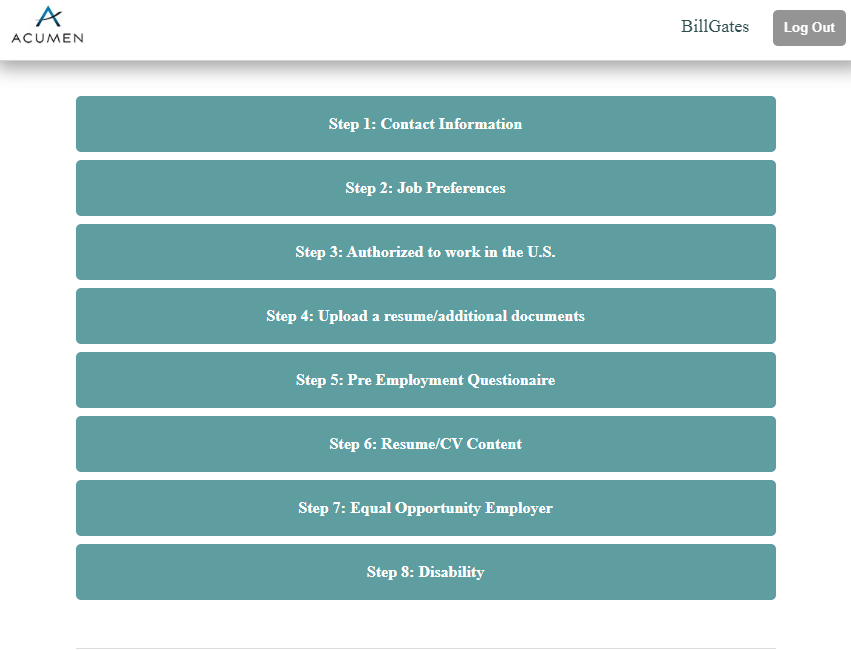 ACUMEN
BillGates
Log Out
Step 1: Contact Information
Step 2: Job Preferences
Step 3: Authorized to work in the U.S.
Step 4: Upload a resume/additional documents
Step 5: Pre Employment Questionaire
Step 6: Resume/CV Content
Step 7: Equal Opportunity Employer
Step 8: Disability